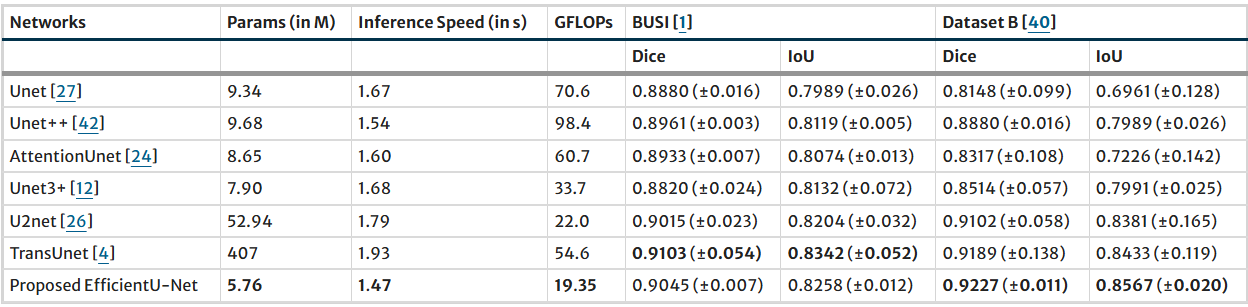 Networks Params (in M) Inference Speed (in s) GFLOPs BUSI [1] Dataset B [40]
Dice IoU Dice IoU
Unet [27] 9.34 1.67 70.6 0.8880 (±0.016) 0.7989 (±0.026) 0.8148 (±0.099) 0.6961 (±0.128)
Unet++ [42] 9.68 1.54 98.4 0.8961 (±0.003) 0.8119 (±0.005) 0.8880 (±0.016) 0.7989 (±0.026)
AttentionUnet [24] 8.65 1.60 60.7 0.8933 (±0.007) 0.8074 (±0.013) 0.8317 (±0.108) 0.7226 (±0.142)
Unet3+ [12] 7.90 1.68 33.7 0.8820 (±0.024) 0.8132 (±0.072) 0.8514 (±0.057) 0.7991 (±0.025)
U2net [26] 52.94 1.79 22.0 0.9015 (±0.023) 0.8204 (±0.032) 0.9102 (±0.058) 0.8381 (±0.165)
TransUnet [4] 407 1.93 54.6 0.9103 (±0.054) 0.8342 (±0.052) 0.9189 (±0.138) 0.8433 (±0.119)
Proposed EfficientU-Net 5.76 1.47 19.35 0.9045 (±0.007) 0.8258 (±0.012) 0.9227 (±0.011) 0.8567 (±0.020)